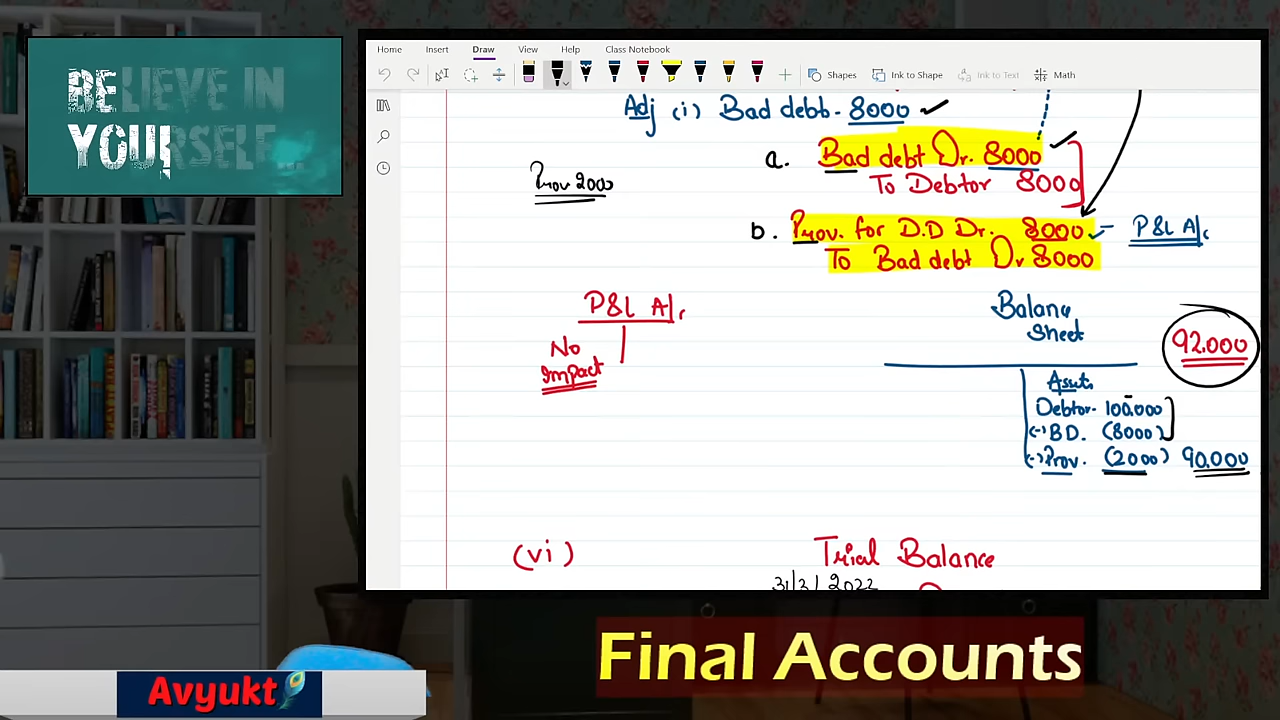 BELIEVE IN
YOURSELF...
Home Insert Draw View Help Class Notebook
Shapes Ink to Shape Ink to Text Math
Adj (i) Bad debb - 8000
a. Bad debt Dr. 8000
To Debtor 8000
Prov 2000
b. Prov. for D.D Dr. 8000 - P&L A/c
To Bad debt Dr 8000
P&L A/c
No
Impact
Balance
Sheet
92.000
Asset
Debtor - 100,000
(-) BD. (8000)
(-) Prov. (2000) 90.000
(vi) Trial Balance
31/3/2022
Final Accounts
Avyukt